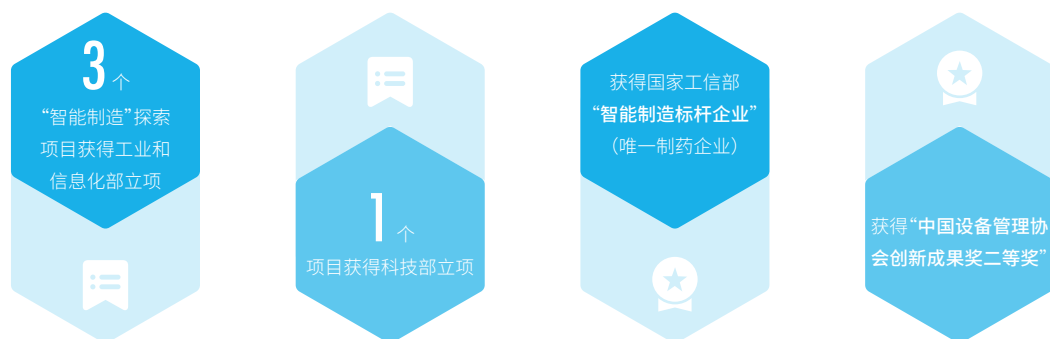 3个
“智能制造”探索
项目获得工业和
信息化部立项
1个
项目获得科技部立项
获得国家工信部
“智能制造标杆企业”
（唯一制药企业）
获得“中国设备管理协
会创新成果奖二等奖”